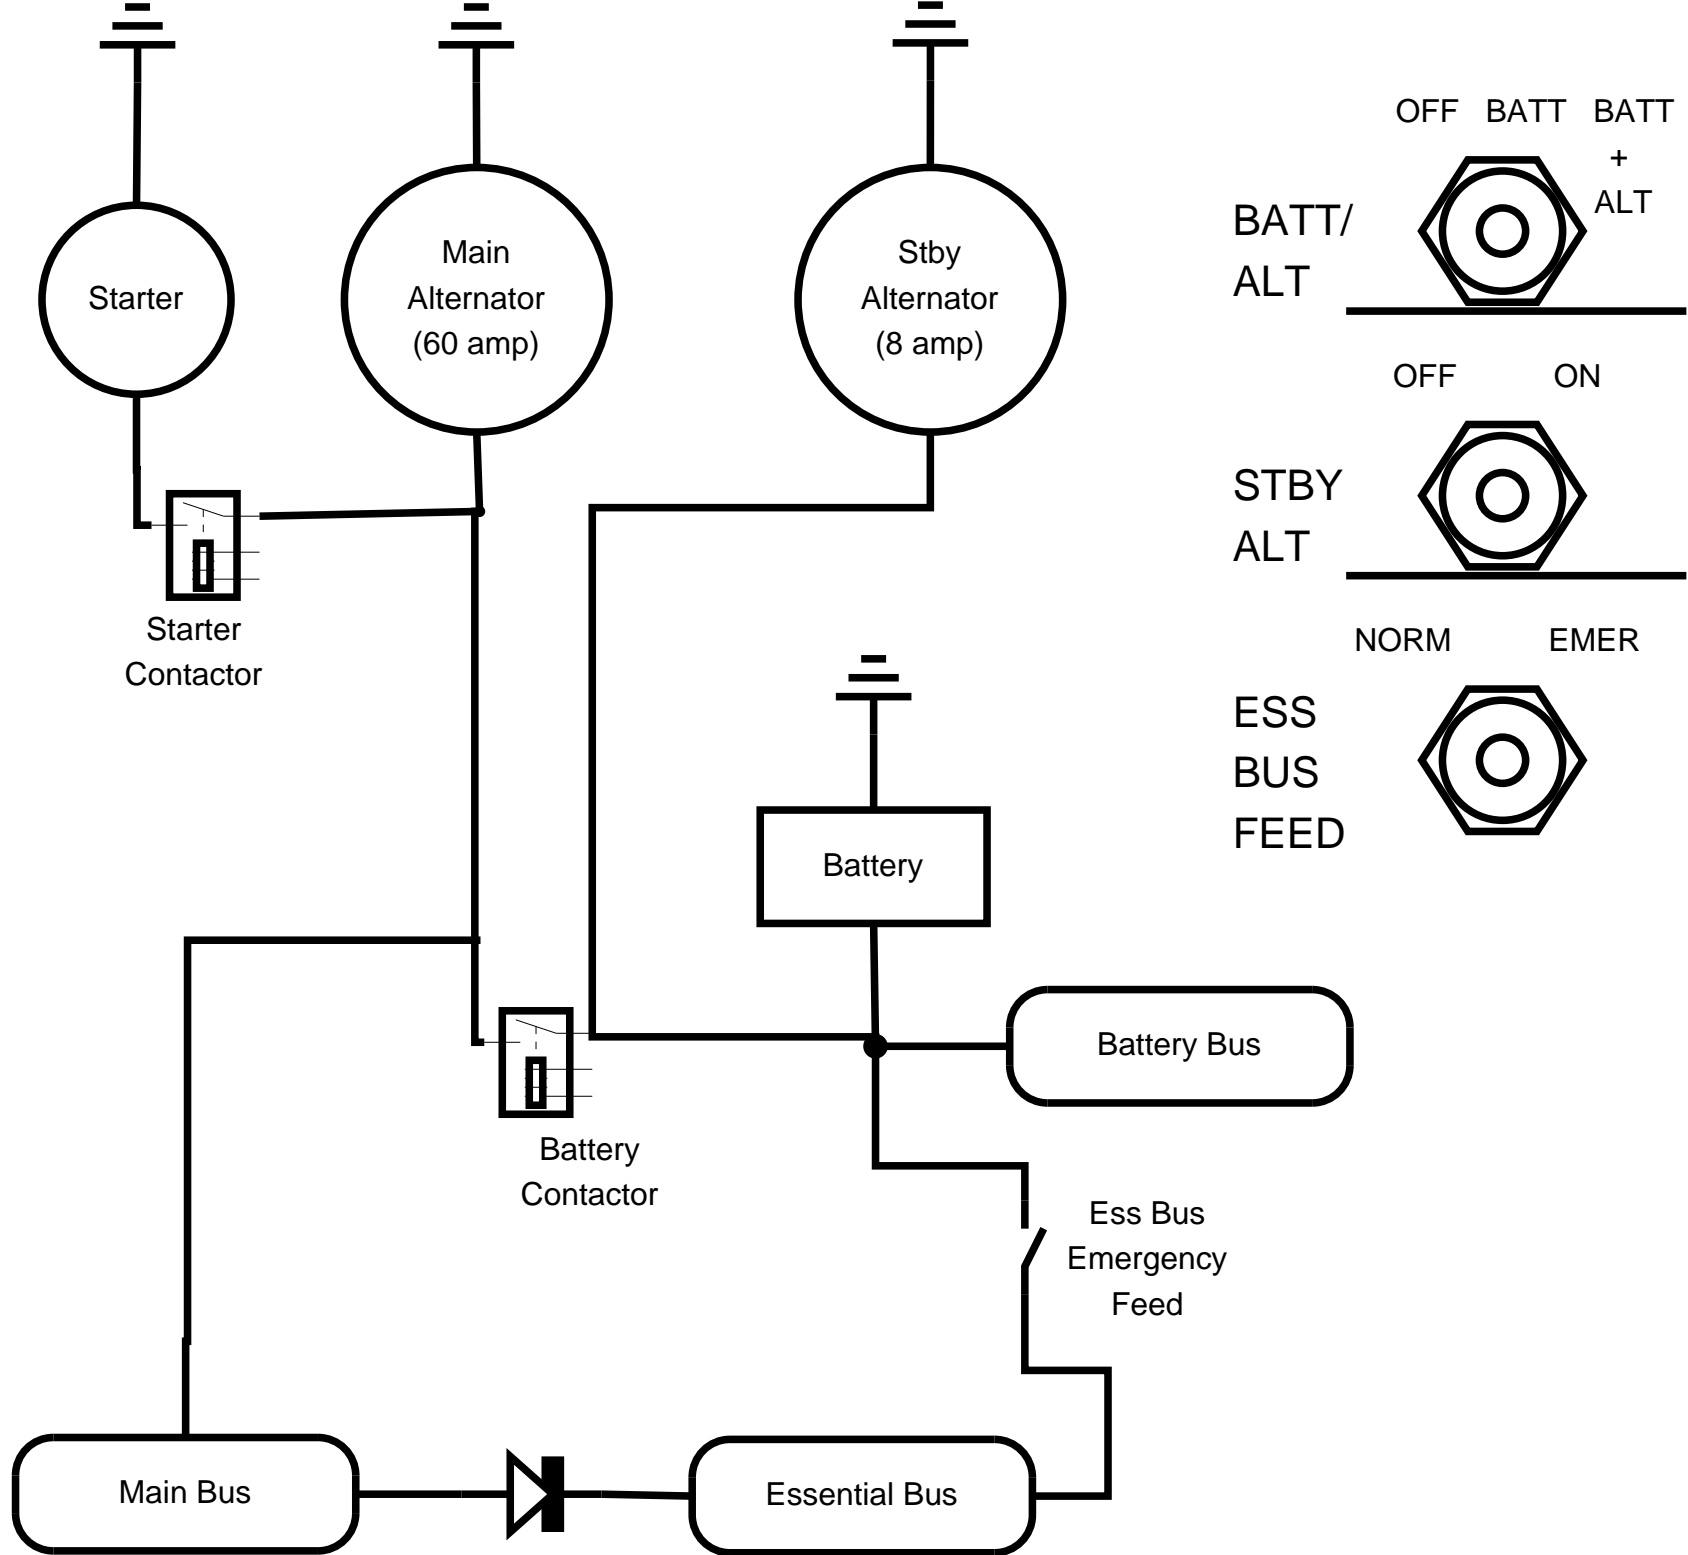 OFF BATT BATT
+
ALT
BATT/
ALT
Main
Alternator
(60 amp)
Stby
Alternator
(8 amp)
Starter
OFF ON
STBY
ALT
Starter
Contactor
NORM EMER
ESS
BUS
FEED
Battery
Battery Bus
Battery
Contactor
Ess Bus
Emergency
Feed
Main Bus
Essential Bus